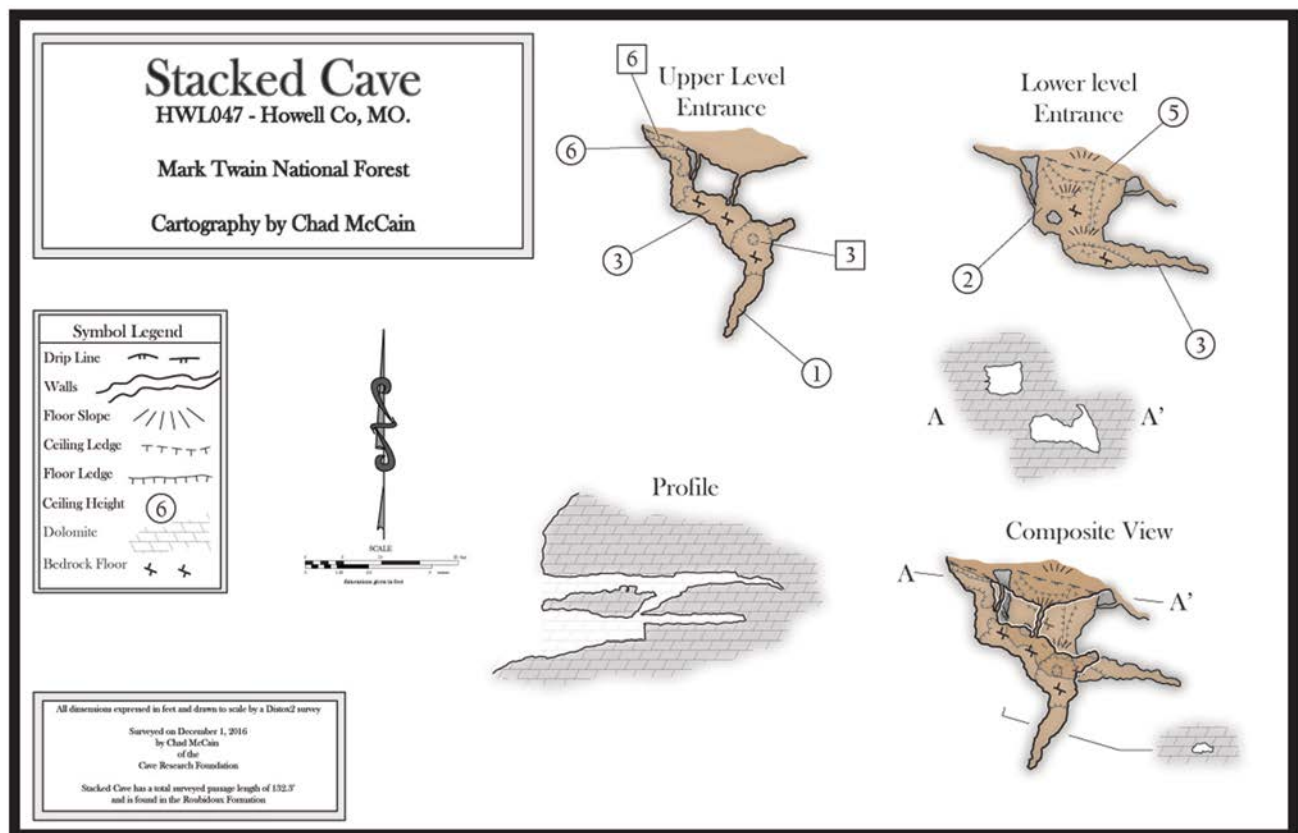 Stacked Cave
HWL047 - Howell Co, MO.
Mark Twain National Forest
Cartography by Chad McCain
6
Upper Level
Entrance
6
3
3
1
Lower level
Entrance
5
2
3
A
A'
Symbol Legend
Drip Line
Walls
Floor Slope
Ceiling Ledge
Floor Ledge
Ceiling Height
6
Dolomite
Bedrock Floor
SCALE
dimensions given in feet
Profile
Composite View
A
A'
All dimensions expressed in feet and drawn to scale by a Distox2 survey
Surveyed on December 1, 2016
by Chad McCain
of the
Cave Research Foundation
Stacked Cave has a total surveyed passage length of 132.3'
and is found in the Roubidoux Formation